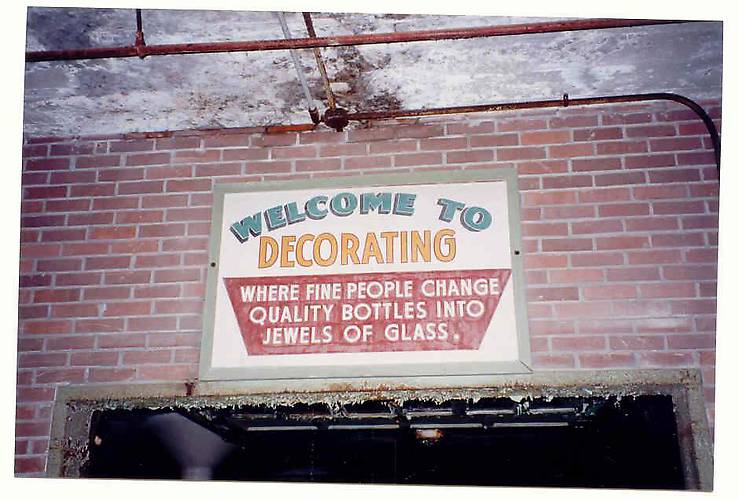 WELCOME TO
DECORATING
WHERE FINE PEOPLE CHANGE
QUALITY BOTTLES INTO
JEWELS OF GLASS.